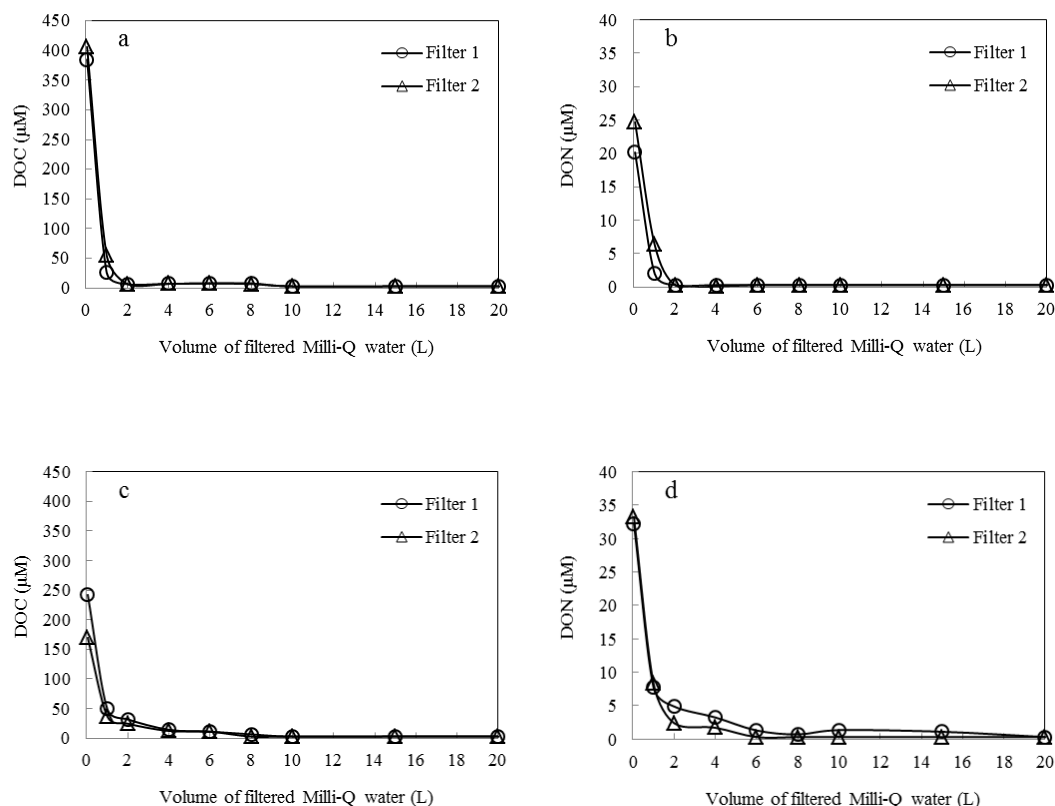 a
Filter 1
Filter 2
DOC (μM)
450
400
350
300
250
200
150
100
50
0
0 2 4 6 8 10 12 14 16 18 20
Volume of filtered Milli-Q water (L)
b
Filter 1
Filter 2
DON (μM)
40
35
30
25
20
15
10
5
0
0 2 4 6 8 10 12 14 16 18 20
Volume of filtered Milli-Q water (L)
c
Filter 1
Filter 2
DOC (μM)
450
400
350
300
250
200
150
100
50
0
0 2 4 6 8 10 12 14 16 18 20
Volume of filtered Milli-Q water (L)
d
Filter 1
Filter 2
DON (μM)
40
35
30
25
20
15
10
5
0
0 2 4 6 8 10 12 14 16 18 20
Volume of filtered Milli-Q water (L)